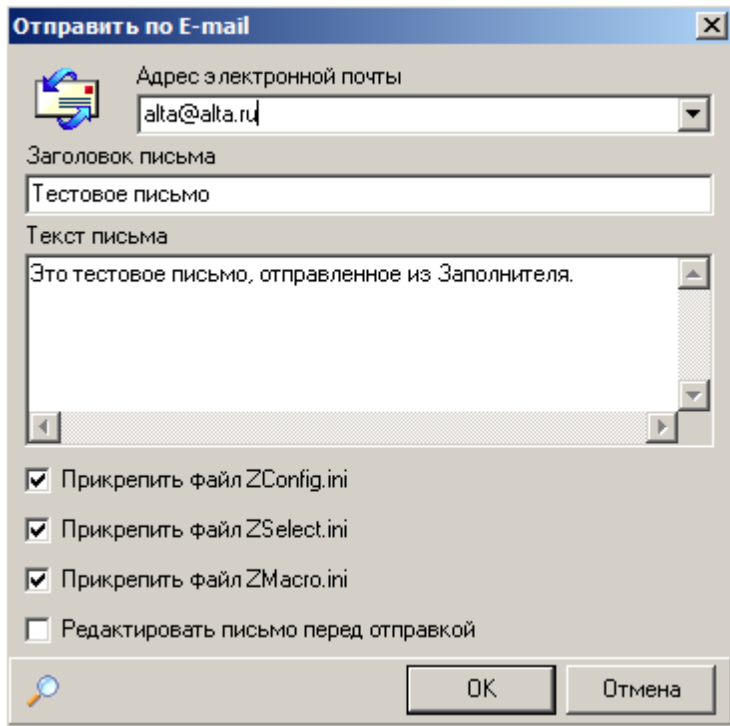 Отправить по E-mail
Адрес электронной почты
alta@alta.ru
Заголовок письма
Тестовое письмо
Текст письма
Это тестовое письмо, отправленное из Заполнителя.
Прикрепить файл ZConfig.ini
Прикрепить файл ZSelect.ini
Прикрепить файл ZMacro.ini
Редактировать письмо перед отправкой
OK
Отмена